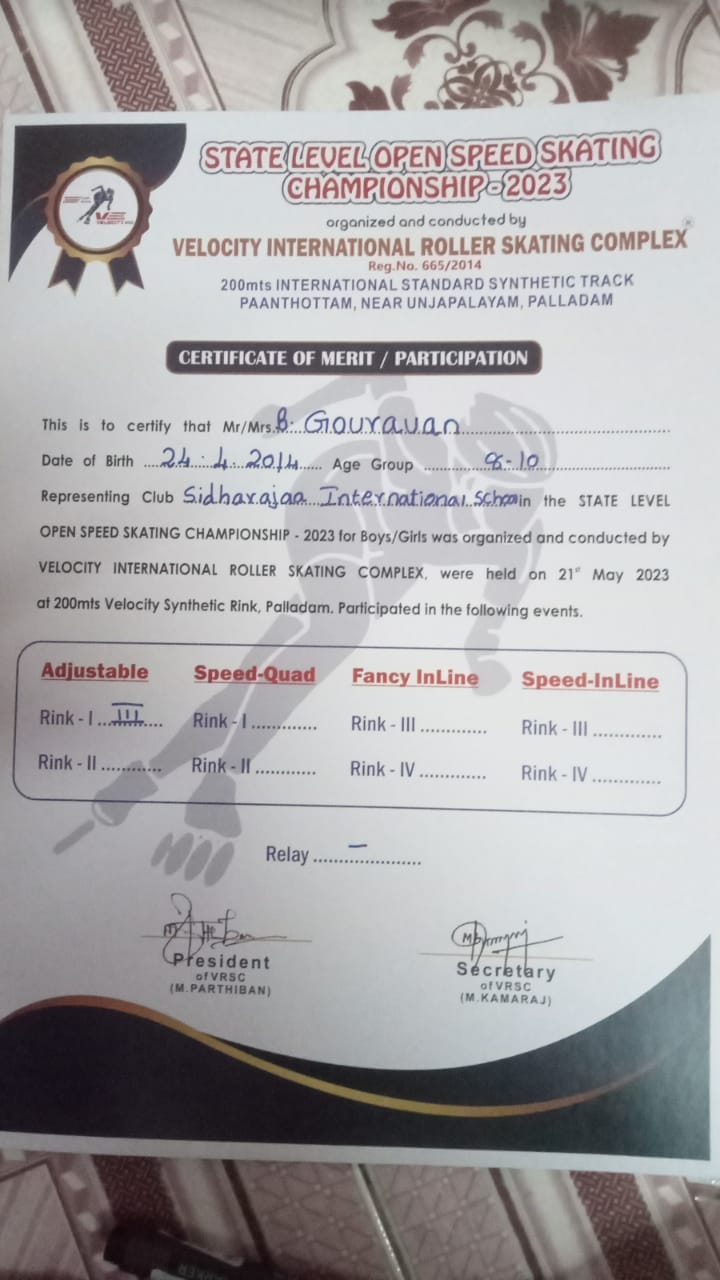 STATE LEVEL OPEN SPEED SKATING
CHAMPIONSHIP - 2023
organized and conducted by
VELOCITY INTERNATIONAL ROLLER SKATING COMPLEX®
Reg.No. 665/2014
200mts INTERNATIONAL STANDARD SYNTHETIC TRACK
PAANTHOTTAM, NEAR UNJAPALAYAM, PALLADAM
CERTIFICATE OF MERIT / PARTICIPATION
This is to certify that Mr/Mrs. B. Gouravan
Date of Birth 24.4.2014 Age Group 8-10
Representing Club Sidharajaa International School in the STATE LEVEL
OPEN SPEED SKATING CHAMPIONSHIP - 2023 for Boys/Girls was organized and conducted by
VELOCITY INTERNATIONAL ROLLER SKATING COMPLEX, were held on 21st May 2023
at 200mts Velocity Synthetic Rink, Palladam. Participated in the following events.
Adjustable Speed-Quad Fancy InLine Speed-InLine
Rink - I ... III ... Rink - I ............. Rink - III ............. Rink - III .............
Rink - II ............ Rink - II ............ Rink - IV ............. Rink - IV .............
Relay ... – ...
President Secretary
of VRSC of VRSC
(M.PARTHIBAN) (M.KAMARAJ)